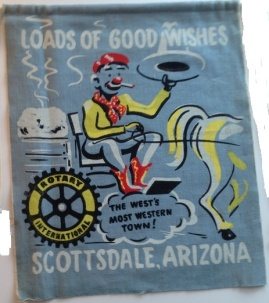 LOADS OF GOOD WISHES
ROTARY
INTERNATIONAL
THE WEST'S
MOST WESTERN
TOWN!
SCOTTSDALE, ARIZONA